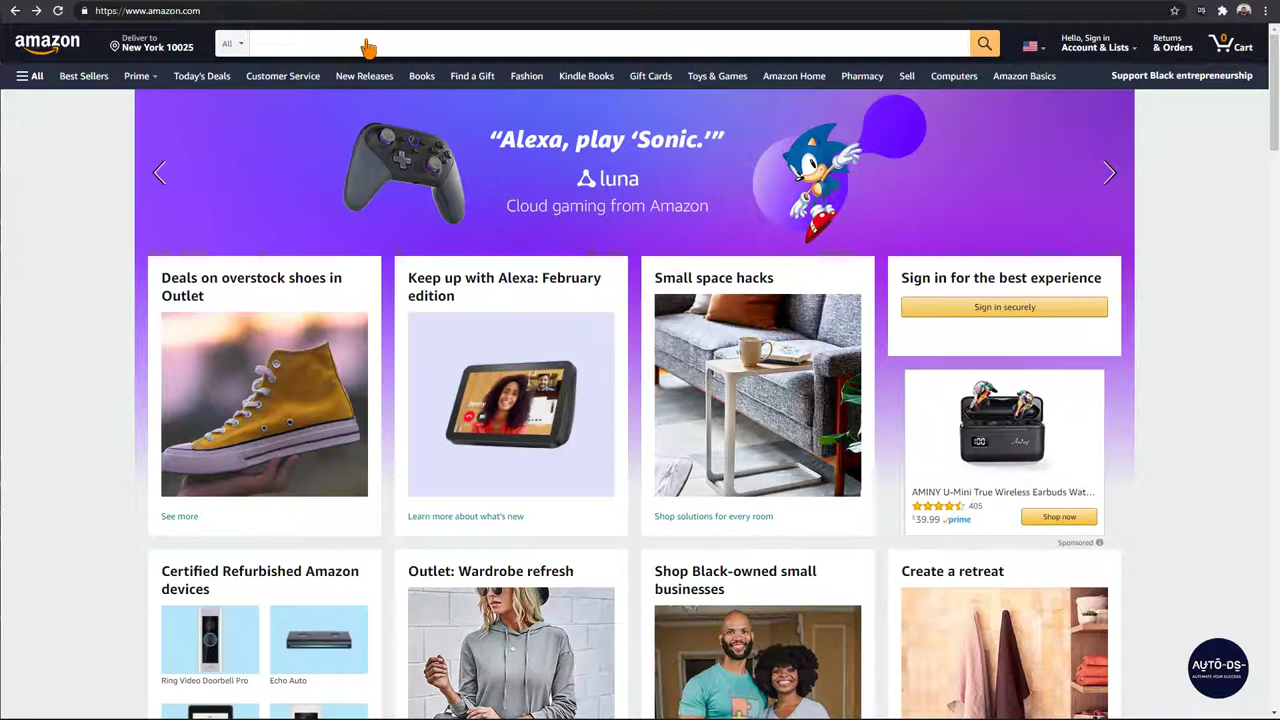 https://www.amazon.com
DS
amazon
Deliver to
New York 10025
All
Hello, Sign in
Account & Lists
Returns
& Orders
0
Cart
All
Best Sellers
Prime
Today's Deals
Customer Service
New Releases
Books
Find a Gift
Fashion
Kindle Books
Gift Cards
Toys & Games
Amazon Home
Pharmacy
Sell
Computers
Amazon Basics
Support Black entrepreneurship
“Alexa, play ‘Sonic.’”
luna
Cloud gaming from Amazon
Deals on overstock shoes in
Outlet
See more
Keep up with Alexa: February
edition
Learn more about what's new
Small space hacks
Shop solutions for every room
Sign in for the best experience
Sign in securely
AMINY U-Mini True Wireless Earbuds Wat...
405
$39.99 prime
Shop now
Sponsored
Certified Refurbished Amazon
devices
Ring Video Doorbell Pro
Echo Auto
Outlet: Wardrobe refresh
Shop Black-owned small
businesses
Create a retreat
AUTO-DS-
AUTOMATE YOUR SUCCESS